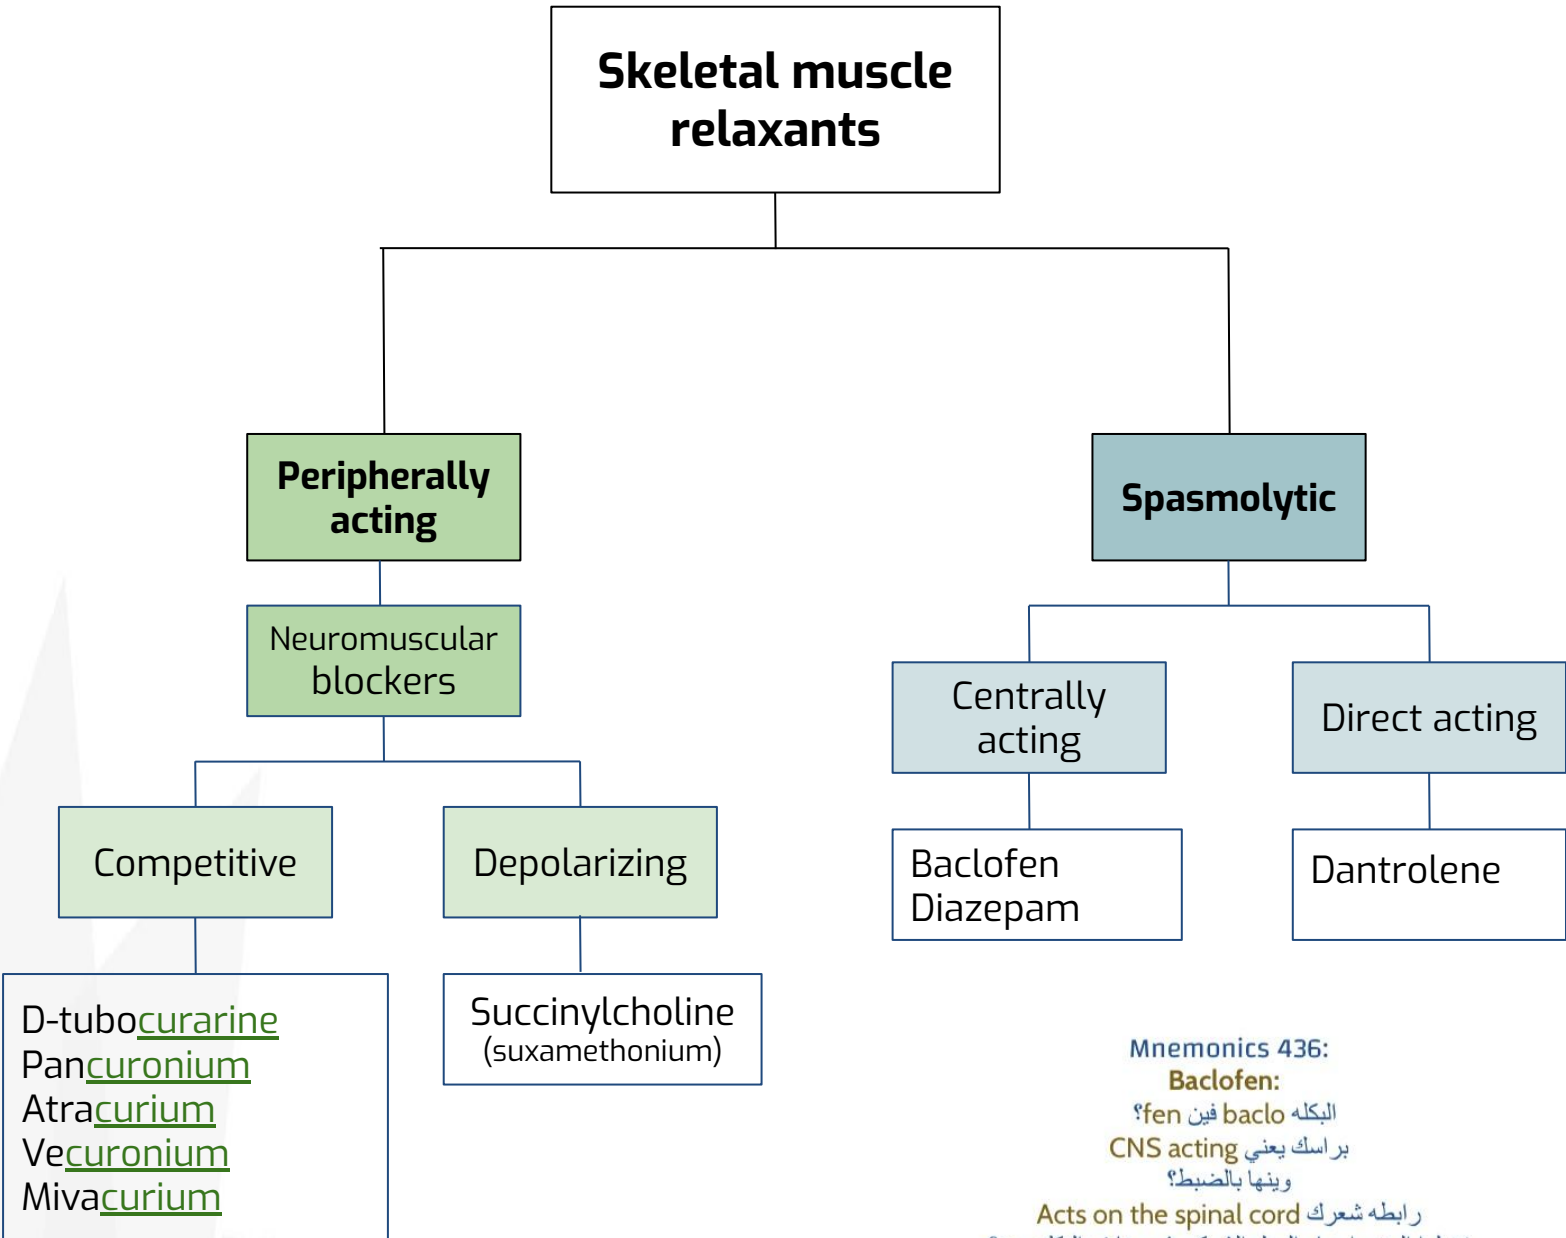 Skeletal muscle
relaxants
Peripherally
acting
Spasmolytic
Neuromuscular
blockers
Centrally
acting
Direct acting
Competitive
Depolarizing
Baclofen
Diazepam
Dantrolene
D-tubocurarine
Pancuronium
Atracurium
Vecuronium
Mivacurium
Succinylcholine
(suxamethonium)
Mnemonics 436:
Baclofen:
البكله baclo فين fen؟
براسك يعني CNS acting
وينها بالضبط؟
رابطه شعرك Acts on the spinal cord